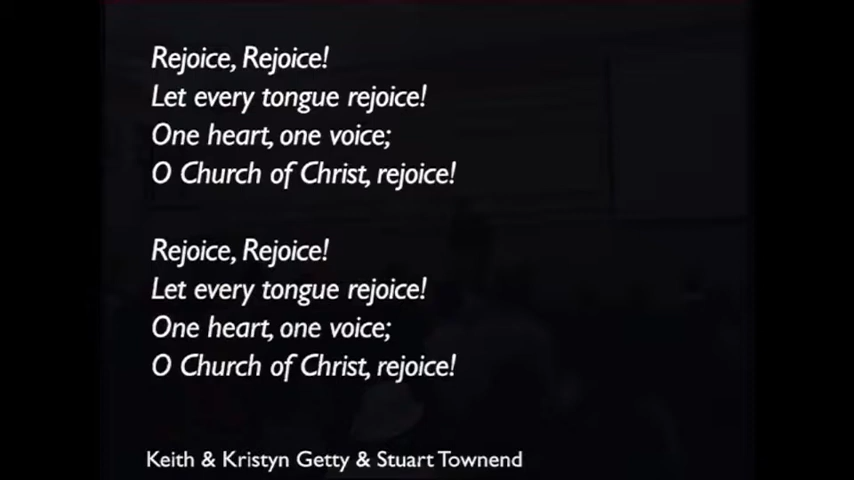 Rejoice, Rejoice!
Let every tongue rejoice!
One heart, one voice;
O Church of Christ, rejoice!
Rejoice, Rejoice!
Let every tongue rejoice!
One heart, one voice;
O Church of Christ, rejoice!
Keith & Kristyn Getty & Stuart Townend